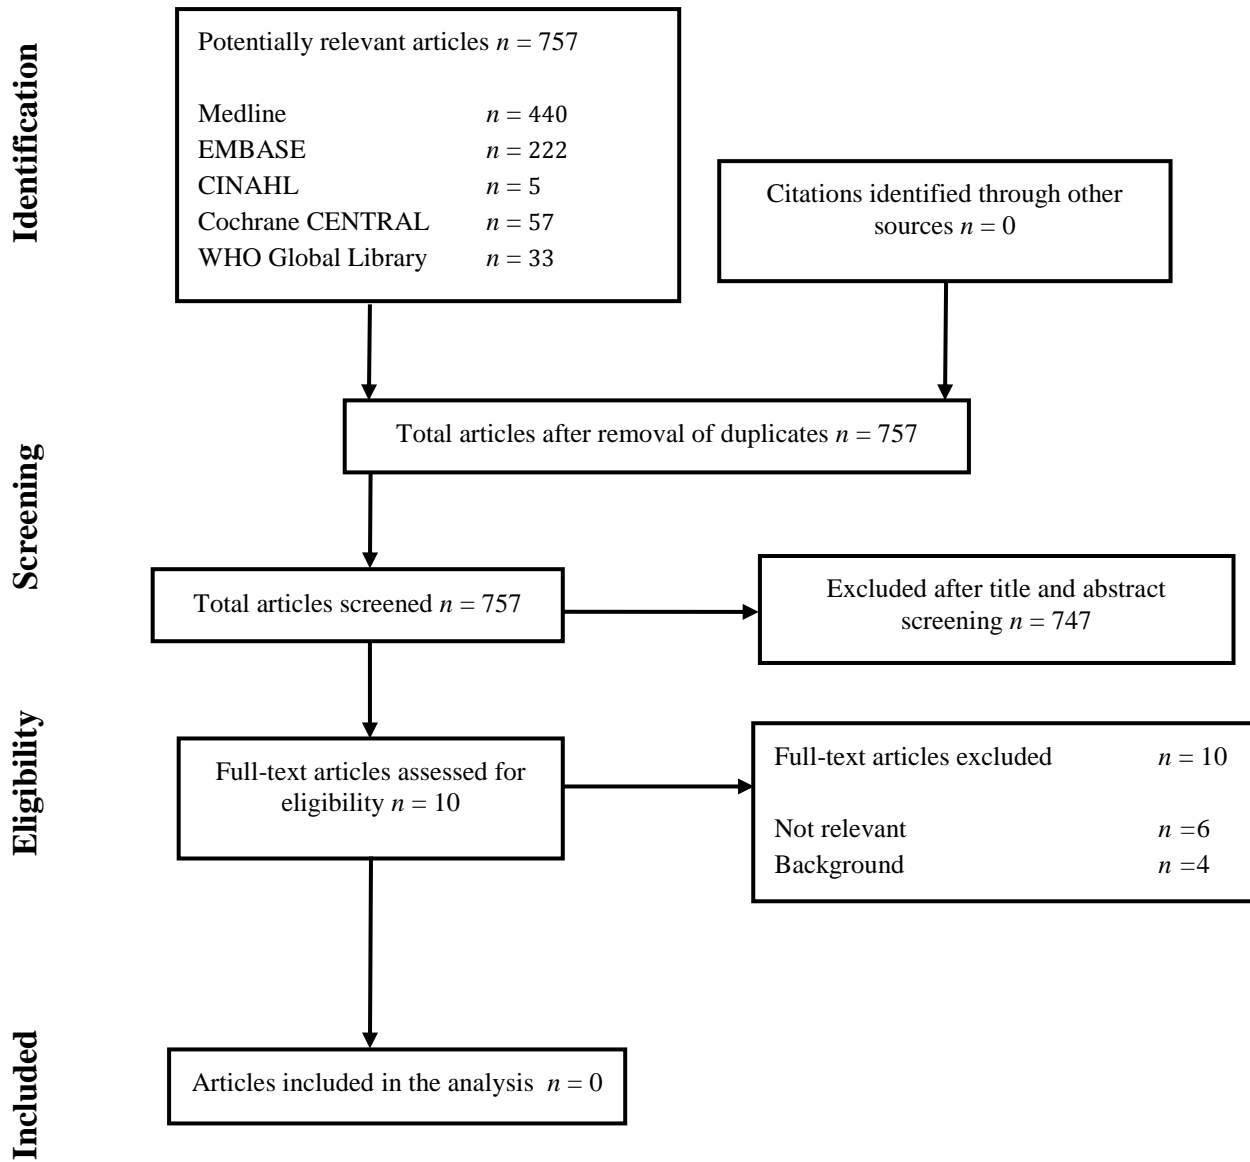 Identification
Potentially relevant articles n = 757
Medline n = 440
EMBASE n = 222
CINAHL n = 5
Cochrane CENTRAL n = 57
WHO Global Library n = 33
Citations identified through other
sources n = 0
Screening
Total articles after removal of duplicates n = 757
Total articles screened n = 757
Excluded after title and abstract
screening n = 747
Eligibility
Full-text articles assessed for
eligibility n = 10
Full-text articles excluded n = 10
Not relevant n =6
Background n =4
Included
Articles included in the analysis n = 0